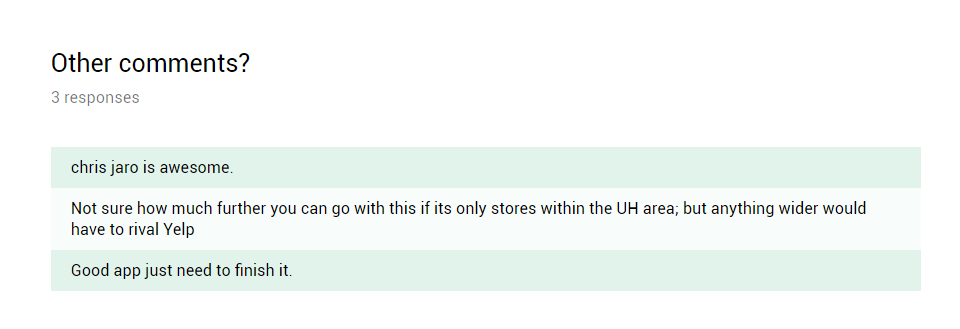 Other comments?
3 responses
chris jaro is awesome.
Not sure how much further you can go with this if its only stores within the UH area; but anything wider would
have to rival Yelp
Good app just need to finish it.